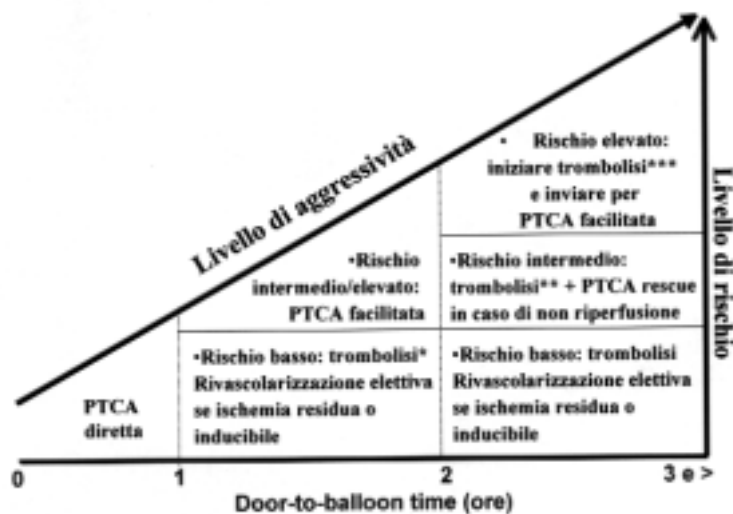 Livello di aggressività
• Rischio elevato:
iniziare trombolisi***
e inviare per
PTCA facilitata
Livello di rischio
•Rischio
intermedio/elevato:
PTCA facilitata
•Rischio intermedio:
trombolisi** + PTCA rescue
in caso di non riperfusione
PTCA
diretta
•Rischio basso: trombolisi*
Rivascolarizzazione elettiva
se ischemia residua o
inducibile
•Rischio basso: trombolisi
Rivascolarizzazione elettiva
se ischemia residua o
inducibile
0 1 2 3 e >
Door-to-balloon time (ore)